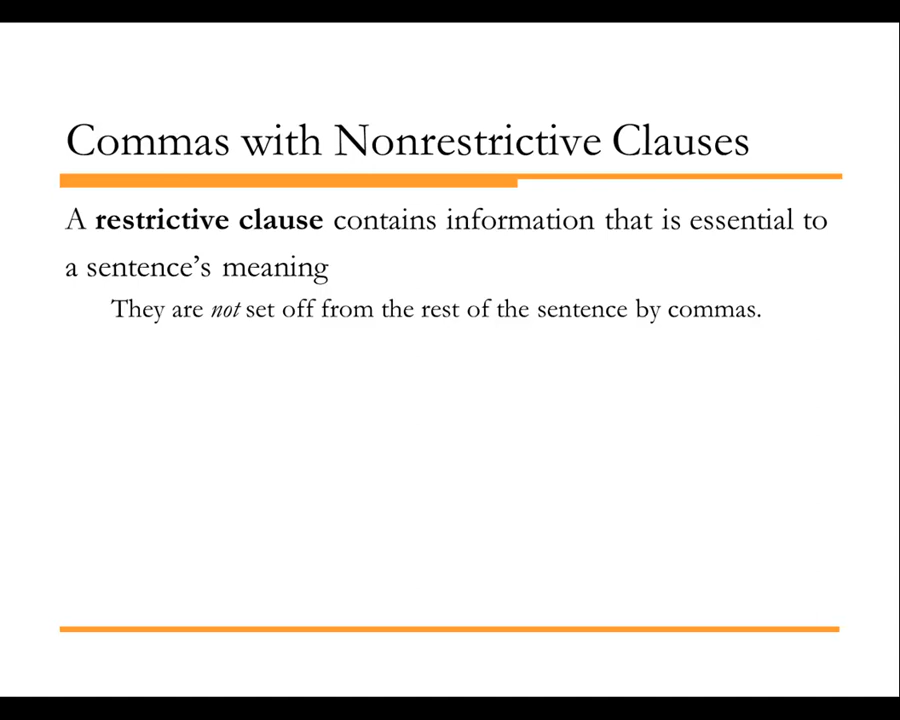 Commas with Nonrestrictive Clauses
A restrictive clause contains information that is essential to
a sentence’s meaning
They are not set off from the rest of the sentence by commas.